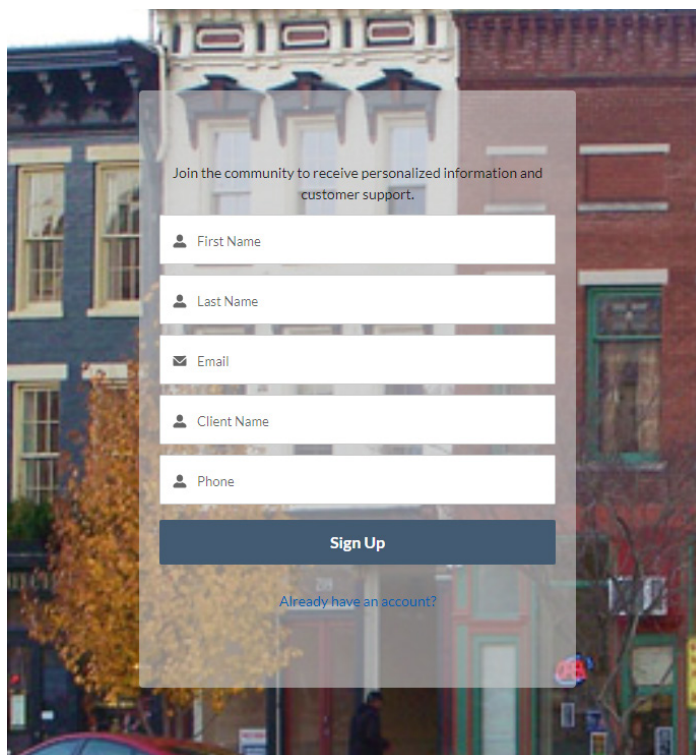 Join the community to receive personalized information and
customer support.
First Name
Last Name
Email
Client Name
Phone
Sign Up
Already have an account?